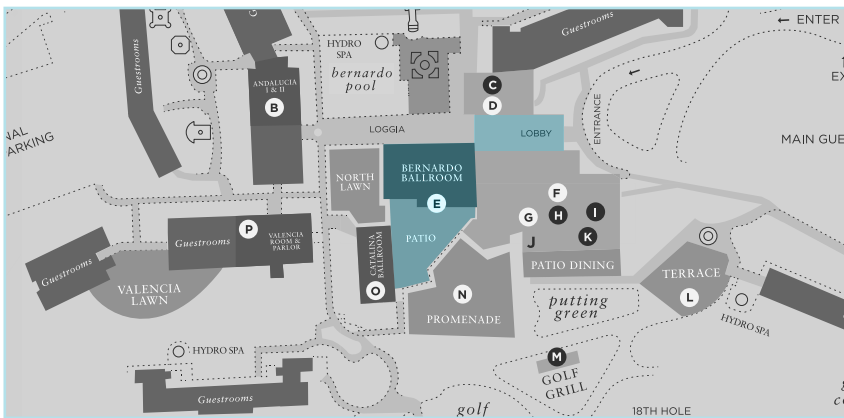 ← ENTER
Guestrooms
Guestrooms
HYDRO
SPA
bernardo
pool
ANDALUCIA
I & II
B
C
D
EX
NAL
ARKING
LOGGIA
LOBBY
ENTRANCE
MAIN GUE
NORTH
LAWN
BERNARDO
BALLROOM
E
F
G
H
I
J
K
P
Guestrooms
VALENCIA
ROOM &
PARLOR
CATALINA
BALLROOM
O
PATIO
PATIO DINING
Guestrooms
VALENCIA
LAWN
TERRACE
L
N
PROMENADE
putting
green
HYDRO SPA
HYDRO SPA
M
GOLF
GRILL
Guestrooms
golf
18TH HOLE